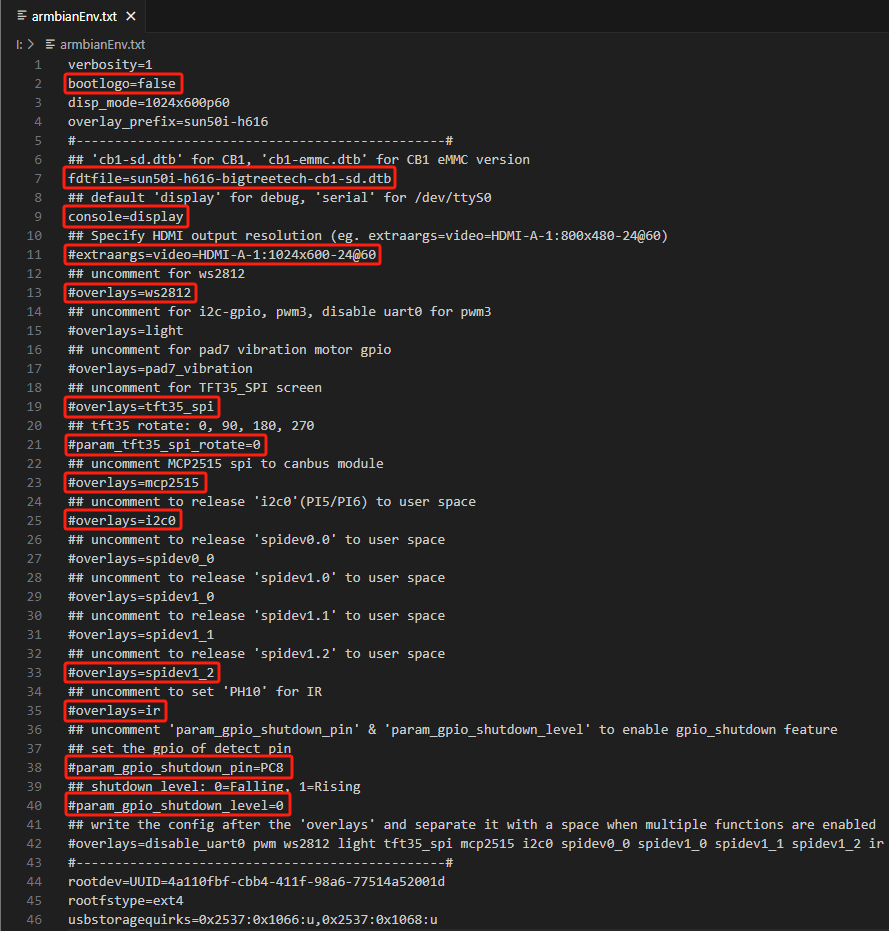 armbianEnv.txt ×
I: > armbianEnv.txt
1 verbosity=1
2 bootlogo=false
3 disp_mode=1024x600p60
4 overlay_prefix=sun50i-h616
5 #------------------------------------------------#
6 ## 'cb1-sd.dtb' for CB1, 'cb1-emmc.dtb' for CB1 eMMC version
7 fdtfile=sun50i-h616-bigtreetech-cb1-sd.dtb
8 ## default 'display' for debug, 'serial' for /dev/ttyS0
9 console=display
10 ## Specify HDMI output resolution (eg. extraargs=video=HDMI-A-1:800x480-24@60)
11 #extraargs=video=HDMI-A-1:1024x600-24@60
12 ## uncomment for ws2812
13 #overlays=ws2812
14 ## uncomment for i2c-gpio, pwm3, disable uart0 for pwm3
15 #overlays=light
16 ## uncomment for pad7 vibration motor gpio
17 #overlays=pad7_vibration
18 ## uncomment for TFT35_SPI screen
19 #overlays=tft35_spi
20 ## tft35 rotate: 0, 90, 180, 270
21 #param_tft35_spi_rotate=0
22 ## uncomment MCP2515 spi to canbus module
23 #overlays=mcp2515
24 ## uncomment to release 'i2c0'(PI5/PI6) to user space
25 #overlays=i2c0
26 ## uncomment to release 'spidev0.0' to user space
27 #overlays=spidev0_0
28 ## uncomment to release 'spidev1.0' to user space
29 #overlays=spidev1_0
30 ## uncomment to release 'spidev1.1' to user space
31 #overlays=spidev1_1
32 ## uncomment to release 'spidev1.2' to user space
33 #overlays=spidev1_2
34 ## uncomment to set 'PH10' for IR
35 #overlays=ir
36 ## uncomment 'param_gpio_shutdown_pin' & 'param_gpio_shutdown_level' to enable gpio_shutdown feature
37 ## set the gpio of detect pin
38 #param_gpio_shutdown_pin=PC8
39 ## shutdown level: 0=Falling, 1=Rising
40 #param_gpio_shutdown_level=0
41 ## write the config after the 'overlays' and separate it with a space when multiple functions are enabled
42 #overlays=disable_uart0 pwm ws2812 light tft35_spi mcp2515 i2c0 spidev0_0 spidev1_0 spidev1_1 spidev1_2 ir
43 #------------------------------------------------#
44 rootdev=UUID=4a110fbf-cbb4-411f-98a6-77514a52001d
45 rootfstype=ext4
46 usbstoragequirks=0x2537:0x1066:u,0x2537:0x1068:u